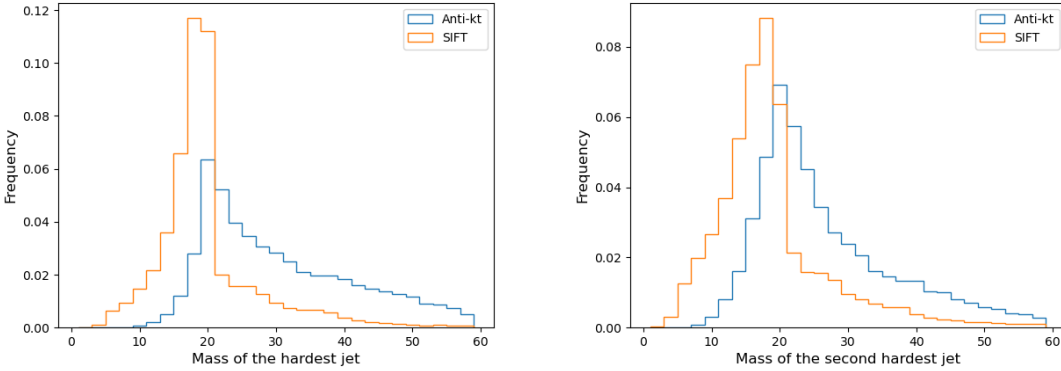 0.12
0.10
0.08
0.06
0.04
0.02
0.00
Frequency
0 10 20 30 40 50 60
Mass of the hardest jet
Anti-kt
SIFT
0.08
0.06
0.04
0.02
0.00
Frequency
0 10 20 30 40 50 60
Mass of the second hardest jet
Anti-kt
SIFT